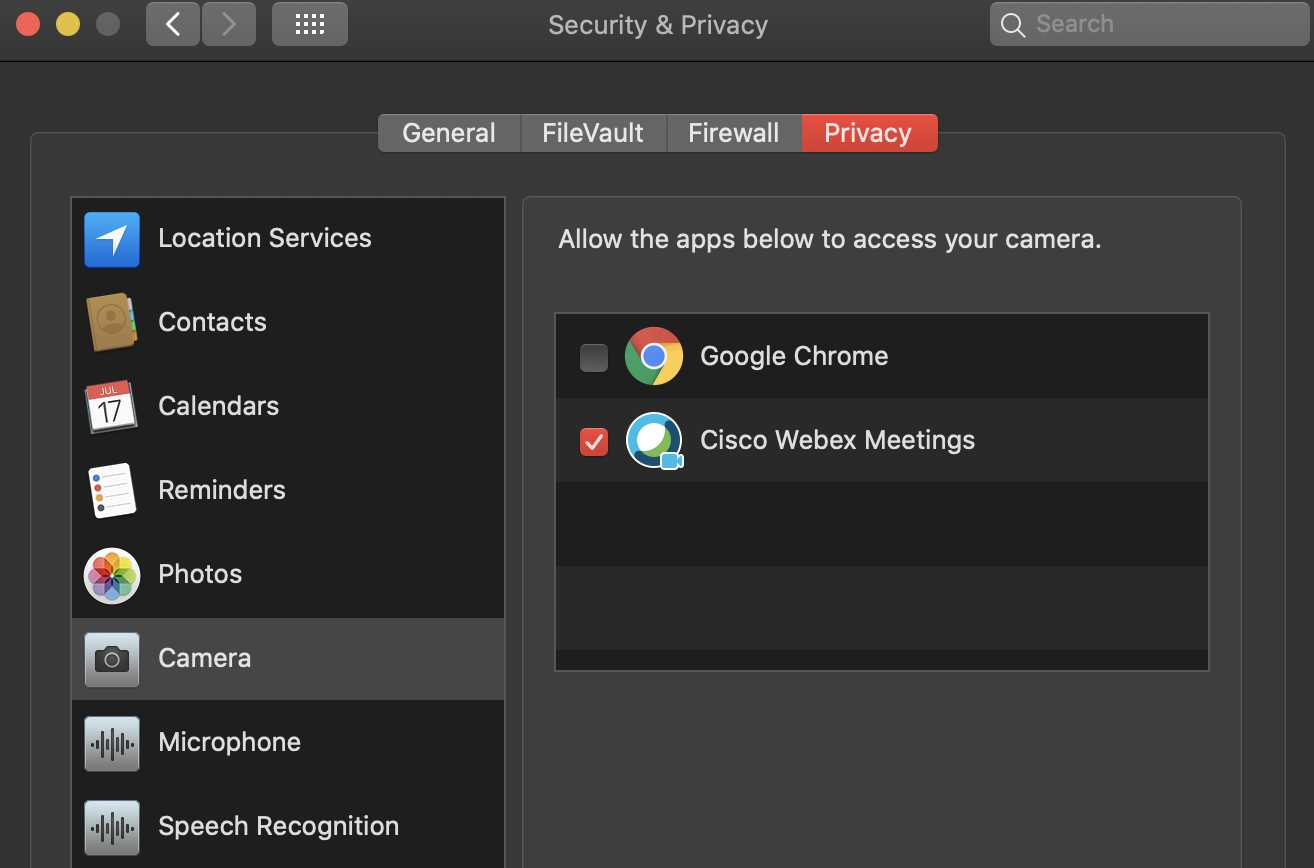 Security & Privacy
Search
General
FileVault
Firewall
Privacy
Location Services
Contacts
JUL
17
Calendars
Reminders
Photos
Camera
Microphone
Speech Recognition
Allow the apps below to access your camera.
Google Chrome
Cisco Webex Meetings